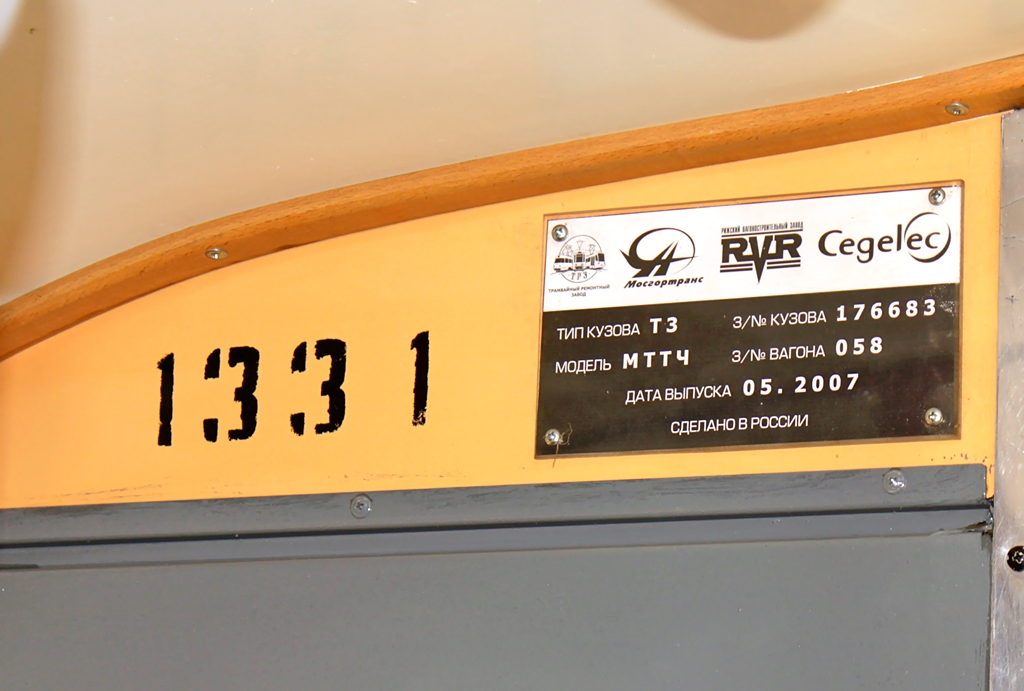 1331
ТРЗ
ТРАМВАЙНЫЙ РЕМОНТНЫЙ
ЗАВОД
Мосгортранс
РИЖСКИЙ ВАГОНОСТРОИТЕЛЬНЫЙ ЗАВОД
RVR
Cegelec
ТИП КУЗОВА Т3 З/№ КУЗОВА 176683
МОДЕЛЬ МТТЧ З/№ ВАГОНА 058
ДАТА ВЫПУСКА 05.2007
СДЕЛАНО В РОССИИ